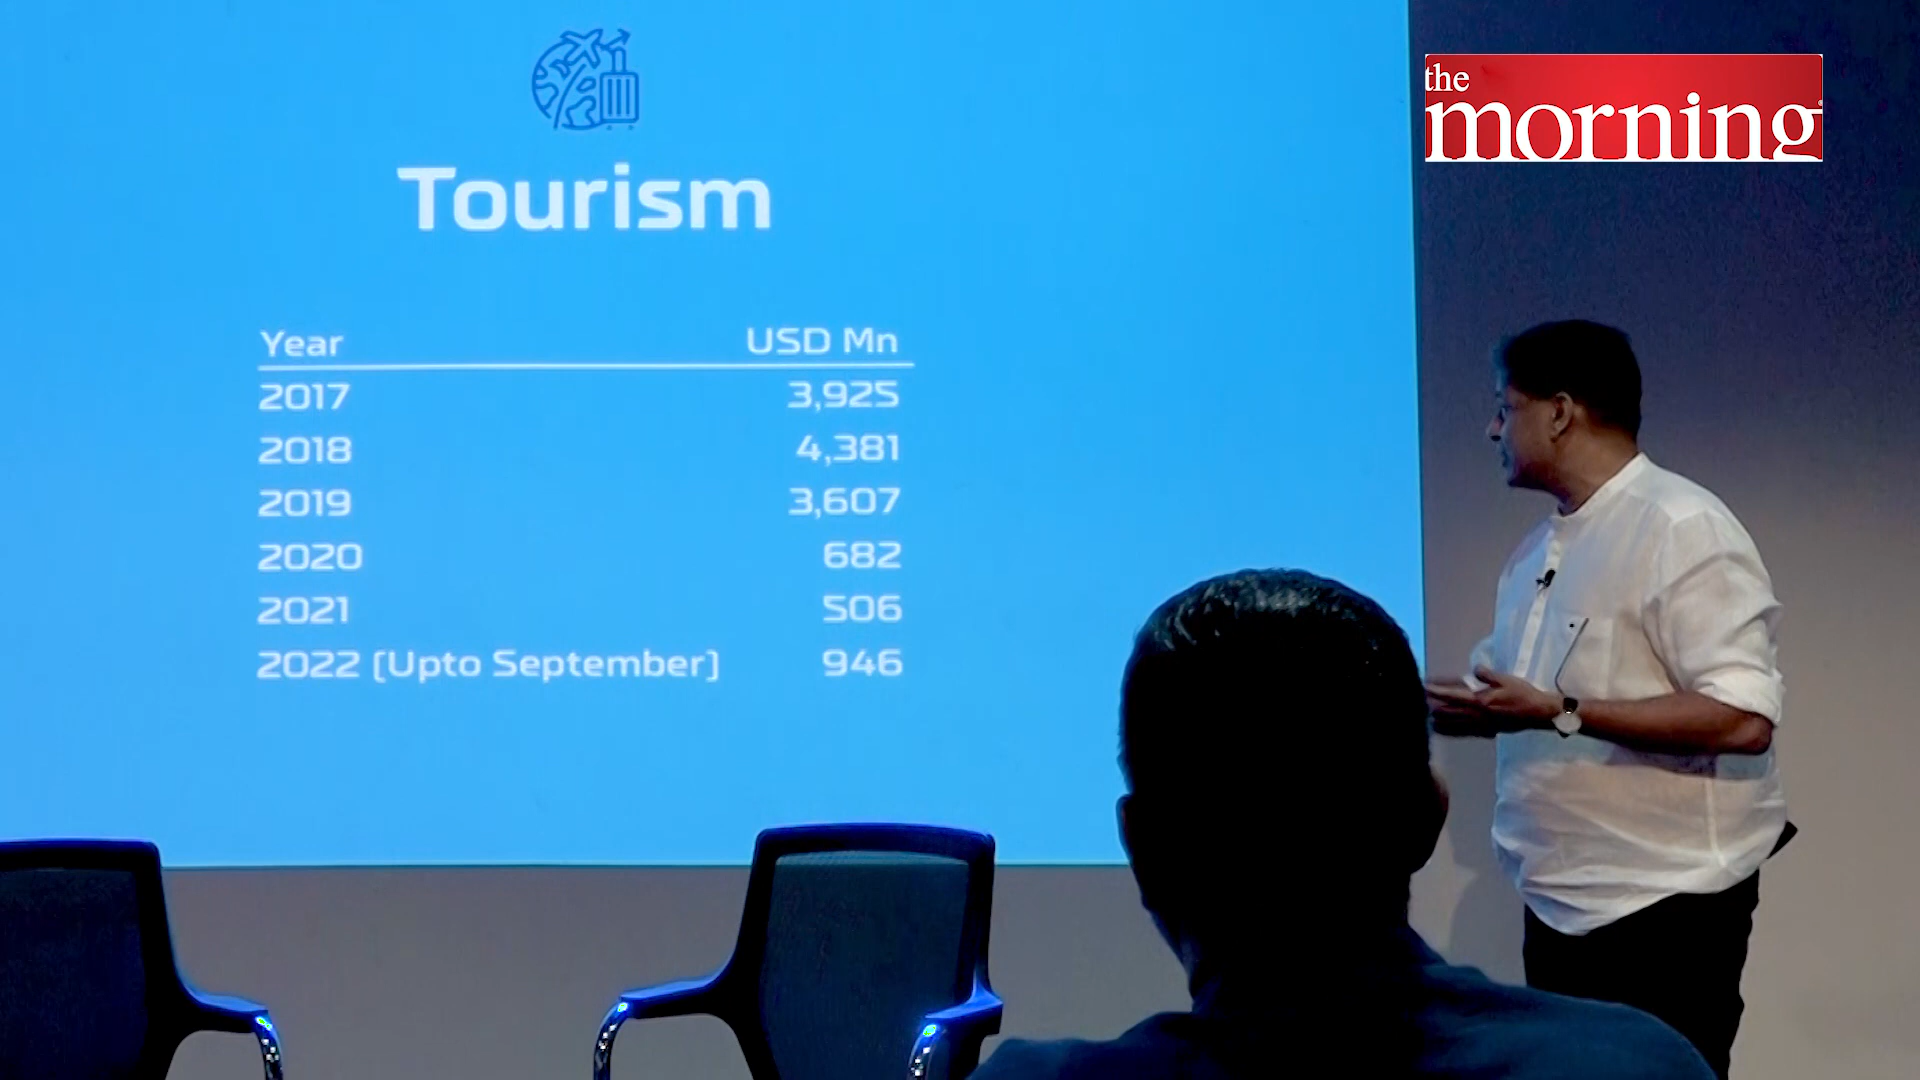 the
morning
Tourism
Year USD Mn
2017 3,925
2018 4,381
2019 3,607
2020 682
2021 506
2022 [Upto September] 946